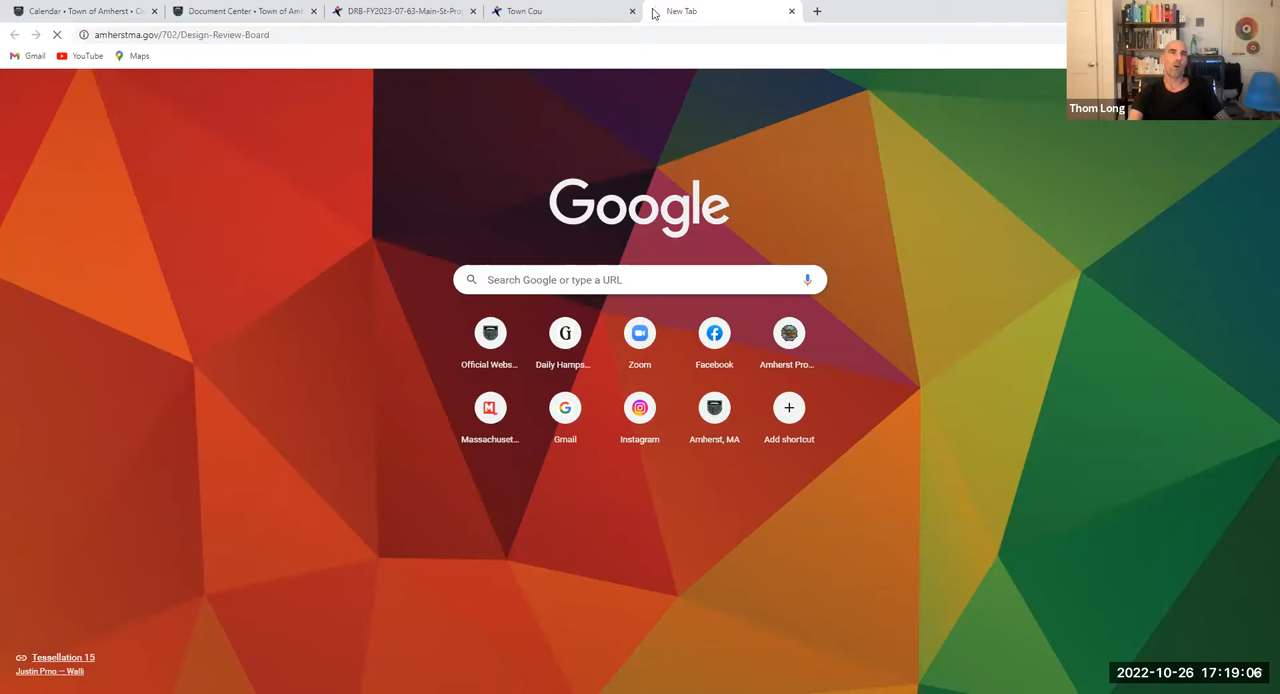 Calendar • Town of Amherst • Ci
Document Center • Town of Am
DRB-FY2023-07-63-Main-St-Pro
Town Cou
New Tab
amherstma.gov/702/Design-Review-Board
Gmail
YouTube
Maps
Thom Long
Google
Search Google or type a URL
Official Webs...
Daily Hamps...
Zoom
Facebook
Amherst Pro...
Massachuset...
Gmail
Instagram
Amherst, MA
Add shortcut
Tessellation 15
Justin Prno — Walli
2022-10-26 17:19:06